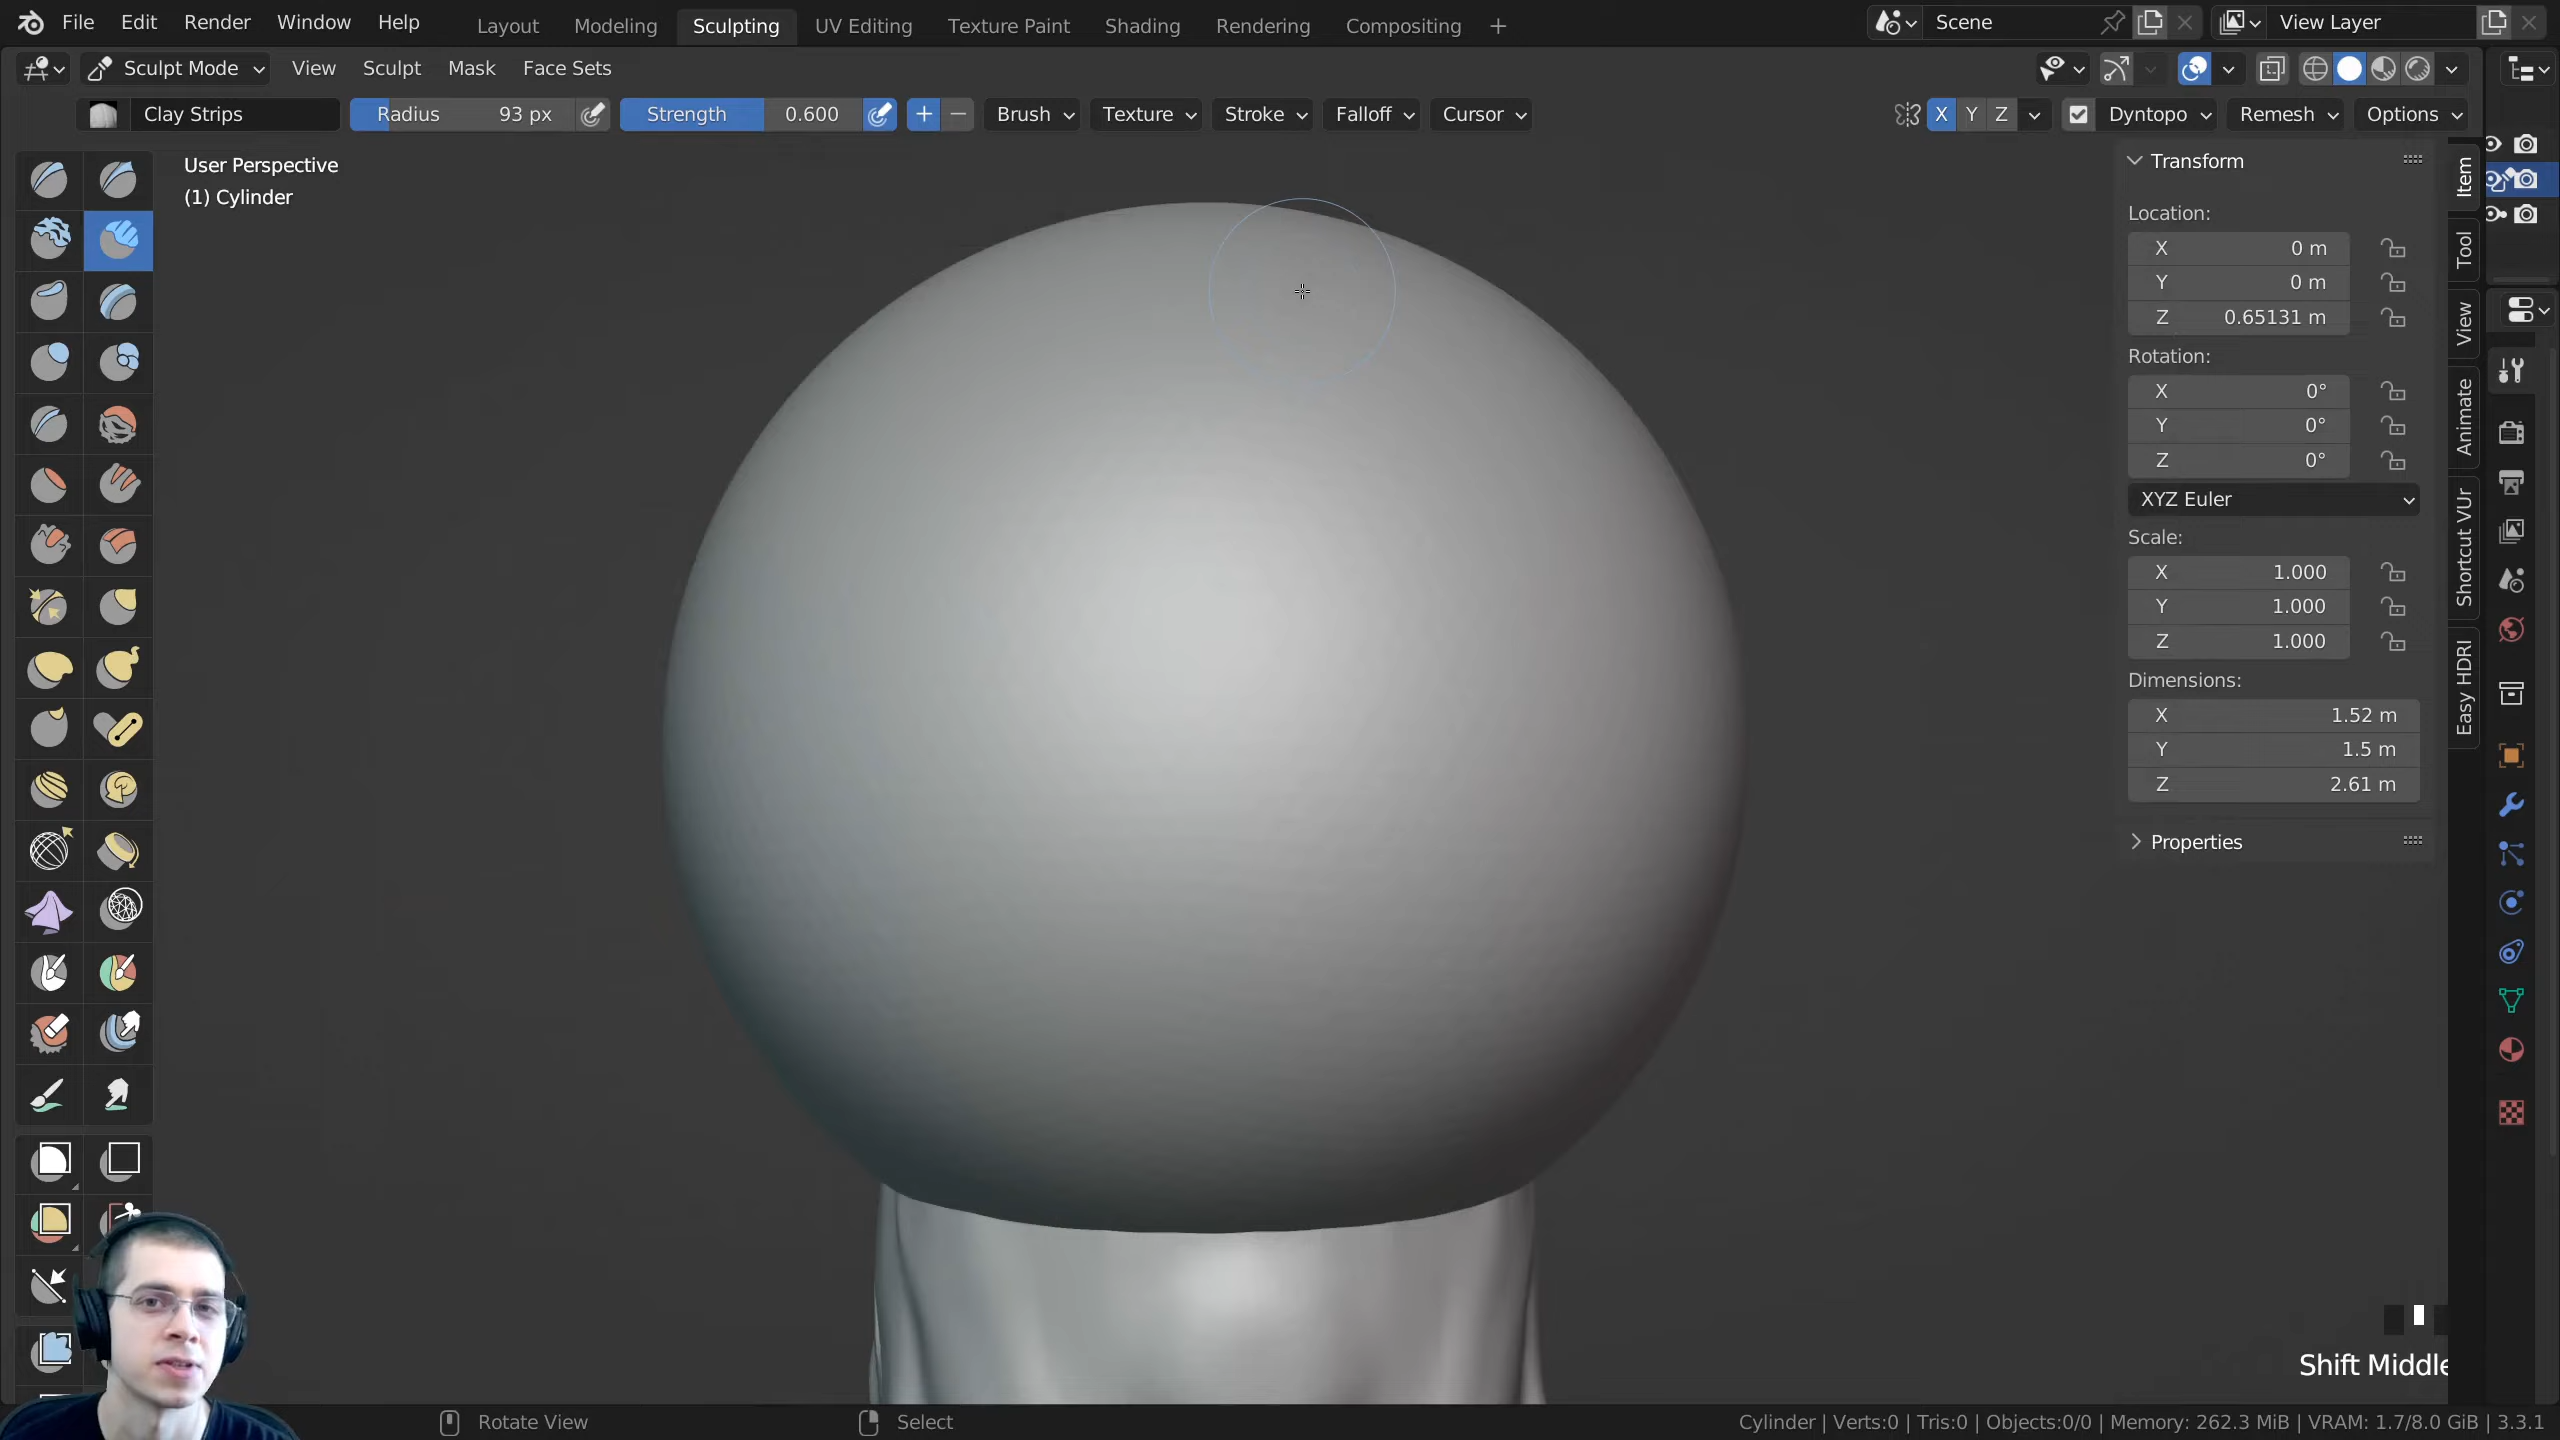 File Edit Render Window Help Layout Modeling Sculpting UV Editing Texture Paint Shading Rendering Compositing + Scene View Layer
Sculpt Mode View Sculpt Mask Face Sets
Clay Strips Radius 93 px Strength 0.600 + − Brush Texture Stroke Falloff Cursor X Y Z Dyntopo Remesh Options
User Perspective
(1) Cylinder
Transform
Location:
X 0 m
Y 0 m
Z 0.65131 m
Rotation:
X 0°
Y 0°
Z 0°
XYZ Euler
Scale:
X 1.000
Y 1.000
Z 1.000
Dimensions:
X 1.52 m
Y 1.5 m
Z 2.61 m
Properties
Item
Tool
View
Animate
Shortcut VUr
Easy HDRI
Shift Middle
Rotate View Select Cylinder | Verts:0 | Tris:0 | Objects:0/0 | Memory: 262.3 MiB | VRAM: 1.7/8.0 GiB | 3.3.1